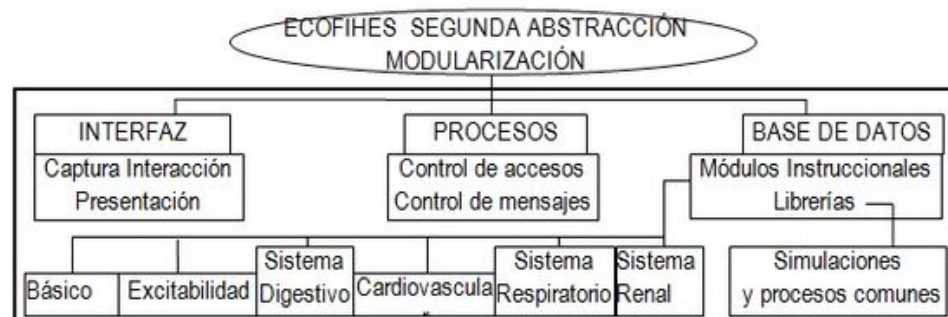 ECOFIHES SEGUNDA ABSTRACCIÓN
MODULARIZACIÓN
INTERFAZ
Captura Interacción
Presentación
PROCESOS
Control de accesos
Control de mensajes
BASE DE DATOS
Módulos Instruccionales
Librerías
Básico
Excitabilidad
Sistema
Digestivo
Cardiovascular
Sistema
Respiratorio
Sistema
Renal
Simulaciones
y procesos comunes